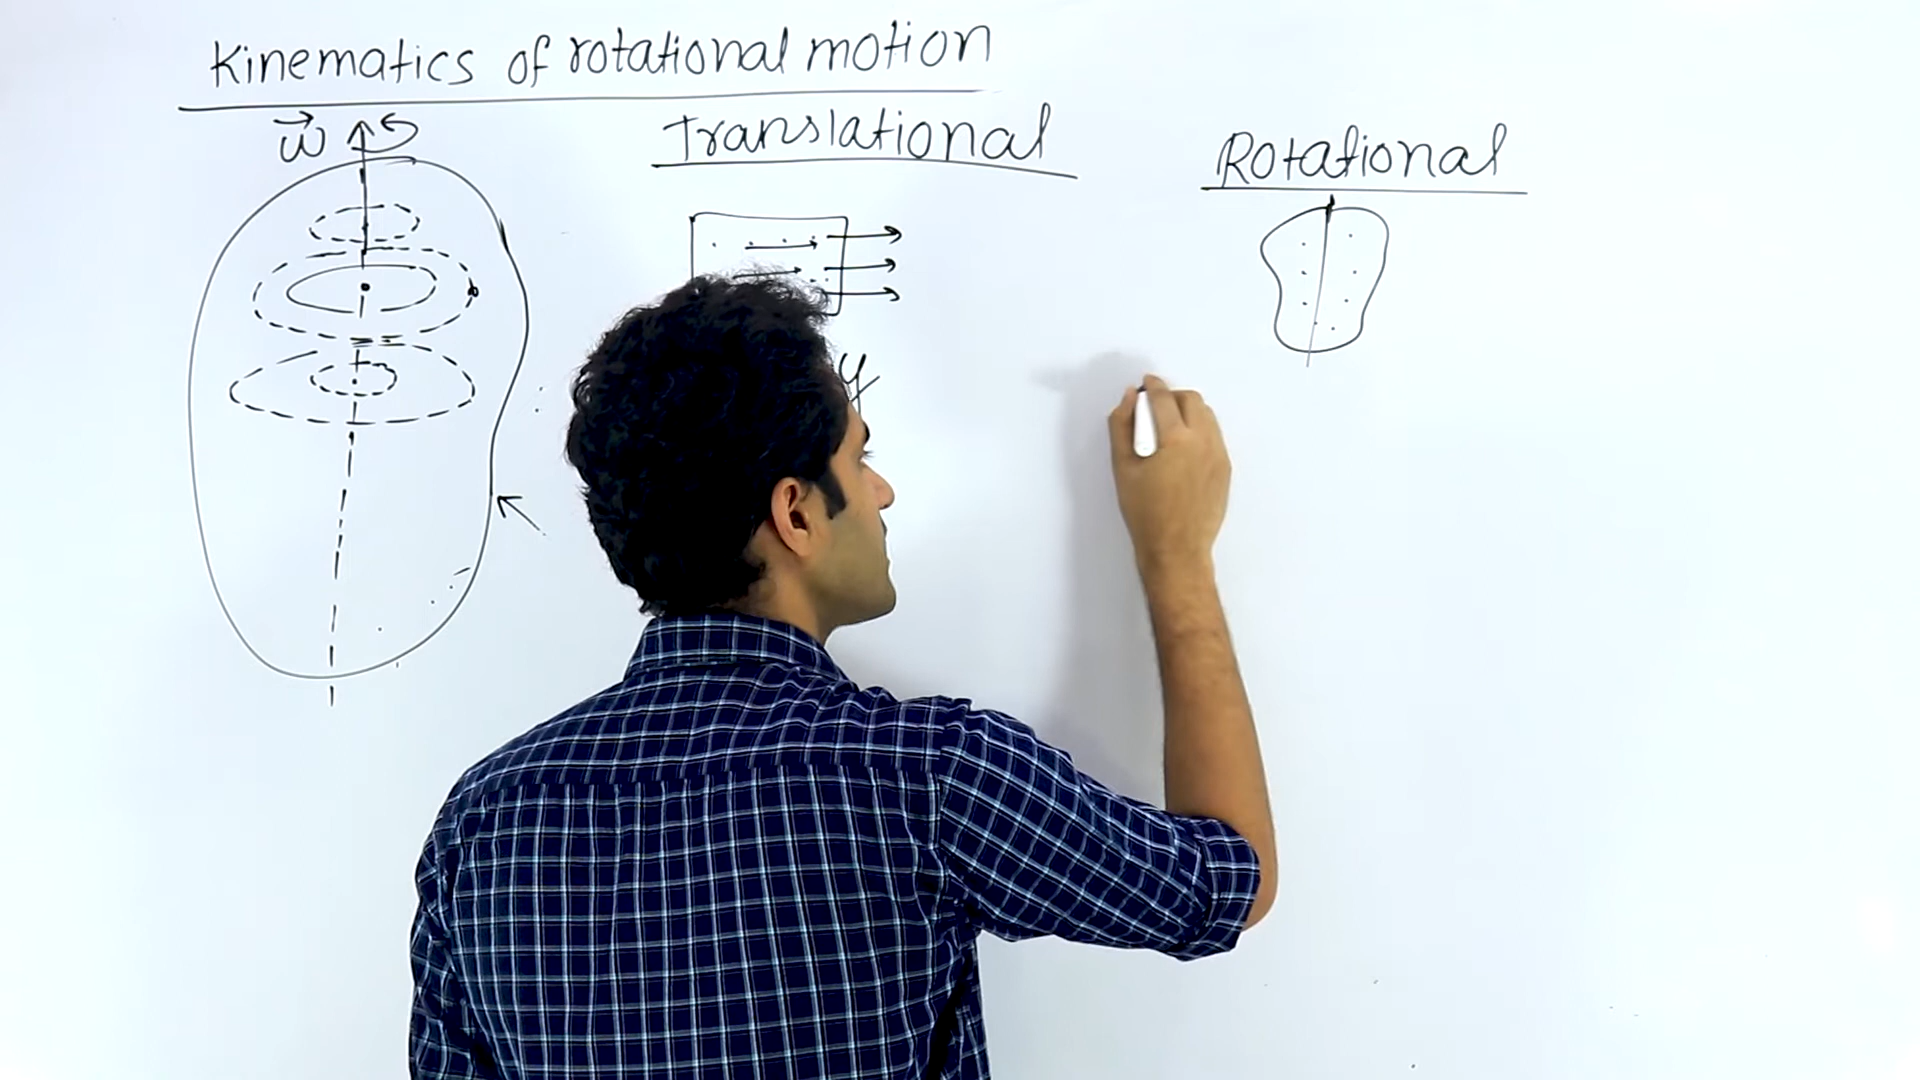 Kinematics of rotational motion
Translational
Rotational
ω⃗
y